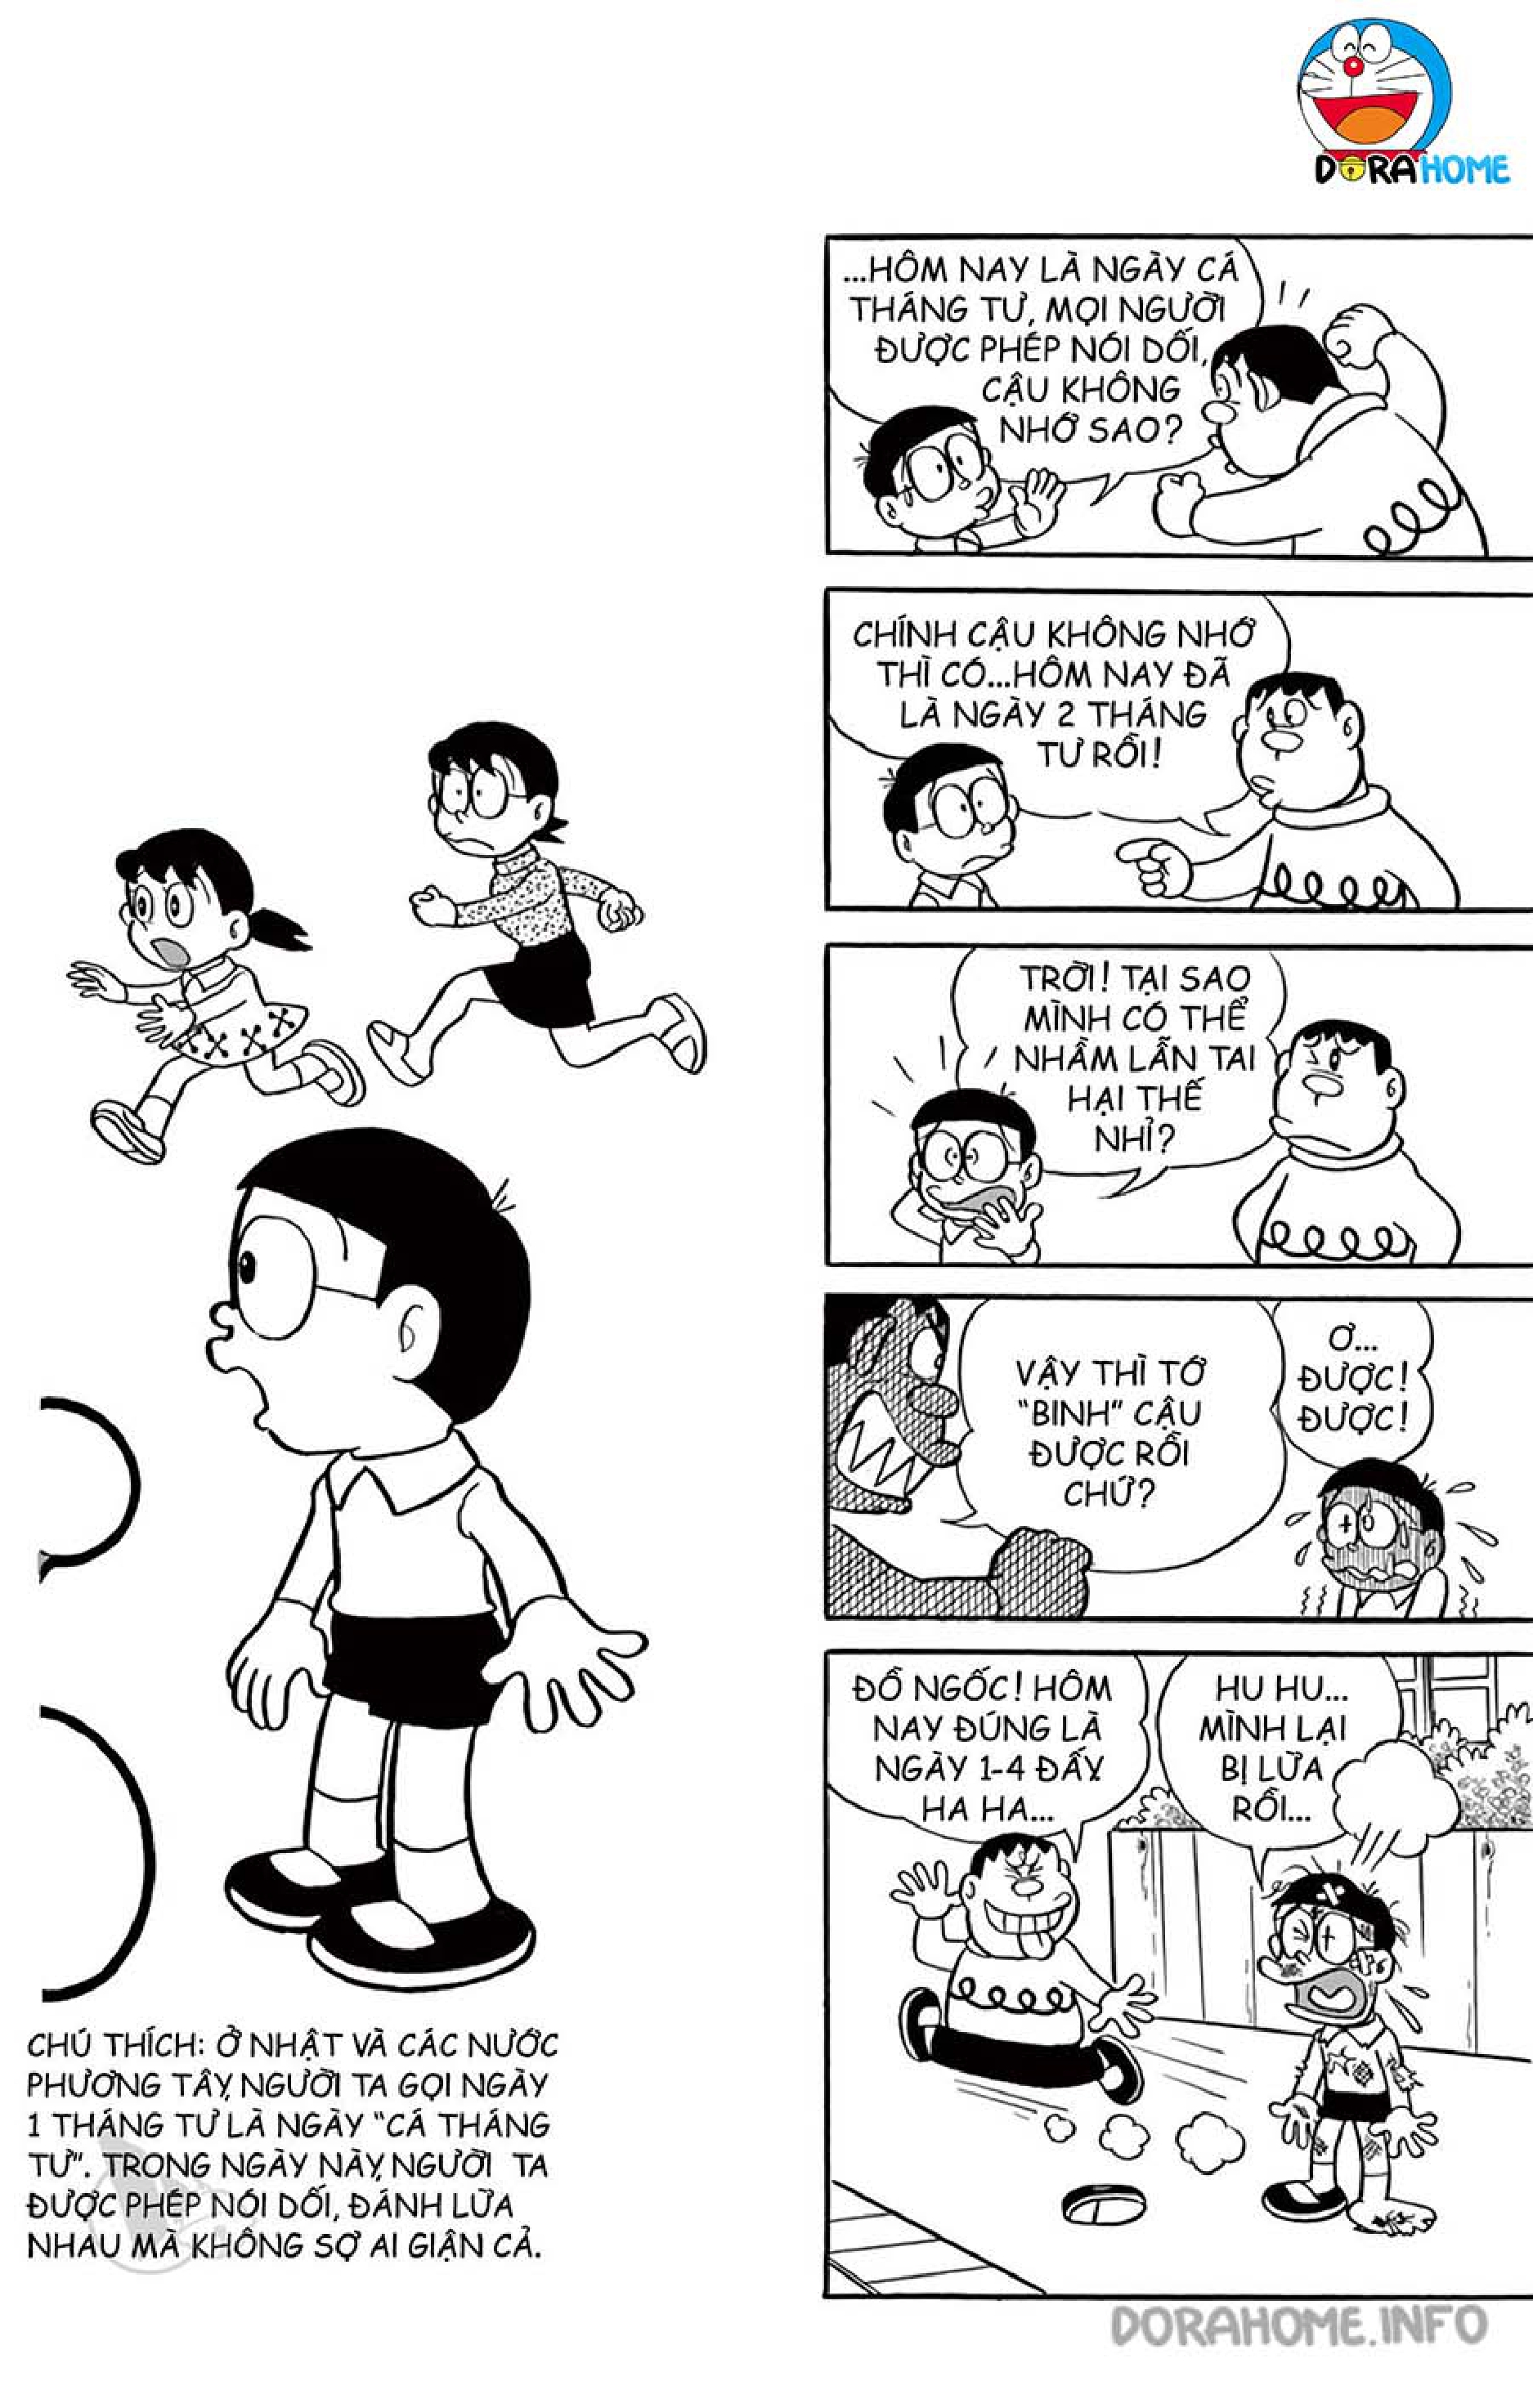 DORAHOME
...HÔM NAY LÀ NGÀY CÁ
THÁNG TƯ, MỌI NGƯỜI
ĐƯỢC PHÉP NÓI DỐI,
CẬU KHÔNG
NHỚ SAO?
CHÍNH CẬU KHÔNG NHỚ
THÌ CÓ...HÔM NAY ĐÃ
LÀ NGÀY 2 THÁNG
TƯ RỒI!
TRỜI! TẠI SAO
MÌNH CÓ THỂ
NHẦM LẪN TAI
HẠI THẾ
NHỈ?
VẬY THÌ TỚ
"BINH" CẬU
ĐƯỢC RỒI
CHỨ?
Ơ...
ĐƯỢC!
ĐƯỢC!
ĐỒ NGỐC! HÔM
NAY ĐÚNG LÀ
NGÀY 1-4 ĐẤY.
HA HA...
HU HU...
MÌNH LẠI
BỊ LỪA
RỒI...
CHÚ THÍCH: Ở NHẬT VÀ CÁC NƯỚC
PHƯƠNG TÂY, NGƯỜI TA GỌI NGÀY
1 THÁNG TƯ LÀ NGÀY "CÁ THÁNG
TƯ". TRONG NGÀY NÀY, NGƯỜI TA
ĐƯỢC PHÉP NÓI DỐI, ĐÁNH LỪA
NHAU MÀ KHÔNG SỢ AI GIẬN CẢ.
DORAHOME.INFO